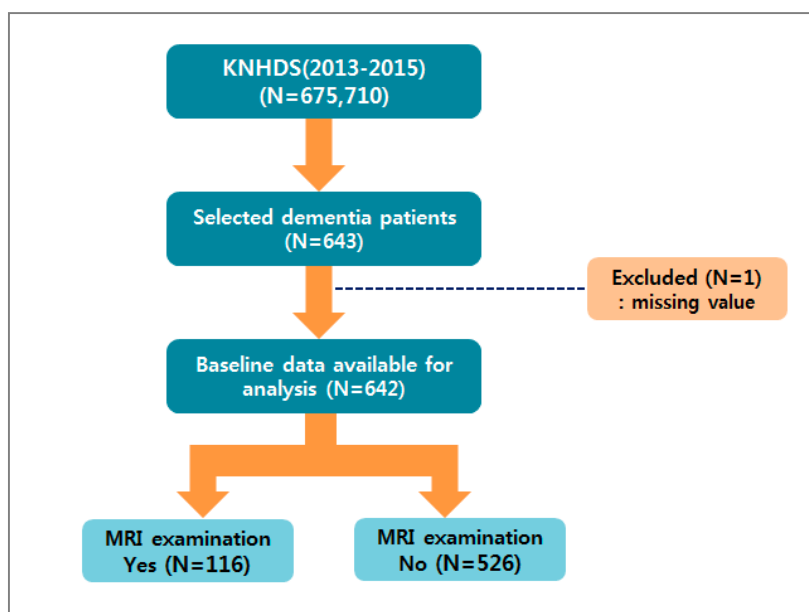 KNHDS(2013-2015)
(N=675,710)
Selected dementia patients
(N=643)
Excluded (N=1)
: missing value
Baseline data available for
analysis (N=642)
MRI examination
Yes (N=116)
MRI examination
No (N=526)